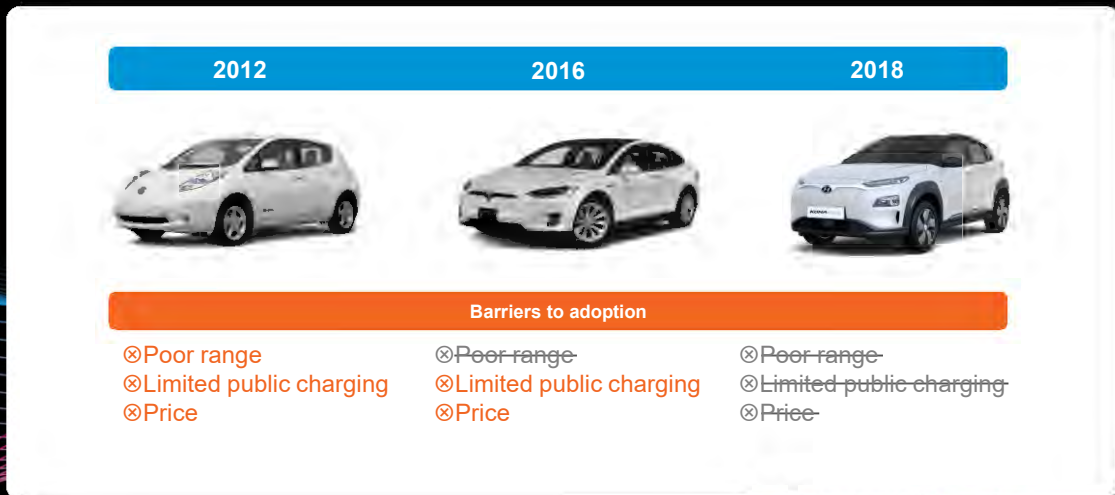 2012 2016 2018
Barriers to adoption
⊗Poor range
⊗Limited public charging
⊗Price
⊗Poor range
⊗Limited public charging
⊗Price
⊗Poor range
⊗Limited public charging
⊗Price